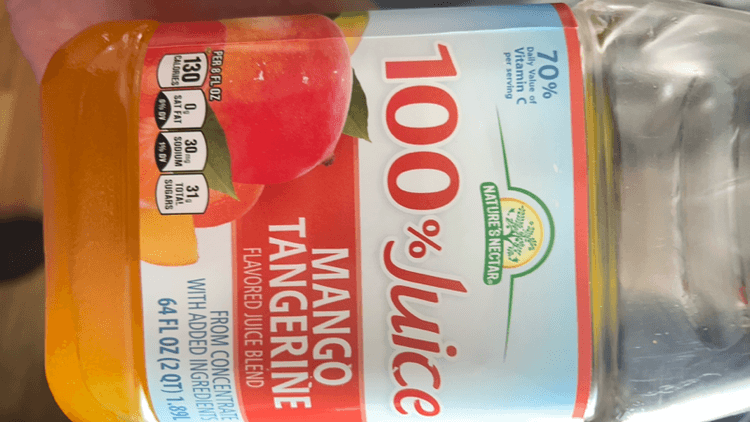 70%
Daily Value of
Vitamin C
per serving
NATURE'S NECTAR
100%
Juice
PER 8 FL OZ
130
CALORIES
0g
SAT FAT
0% DV
30mg
SODIUM
1% DV
31g
TOTAL
SUGARS
MANGO
TANGERINE
FLAVORED JUICE BLEND
FROM CONCENTRATE
WITH ADDED INGREDIENTS
64 FL OZ (2 QT) 1.89L